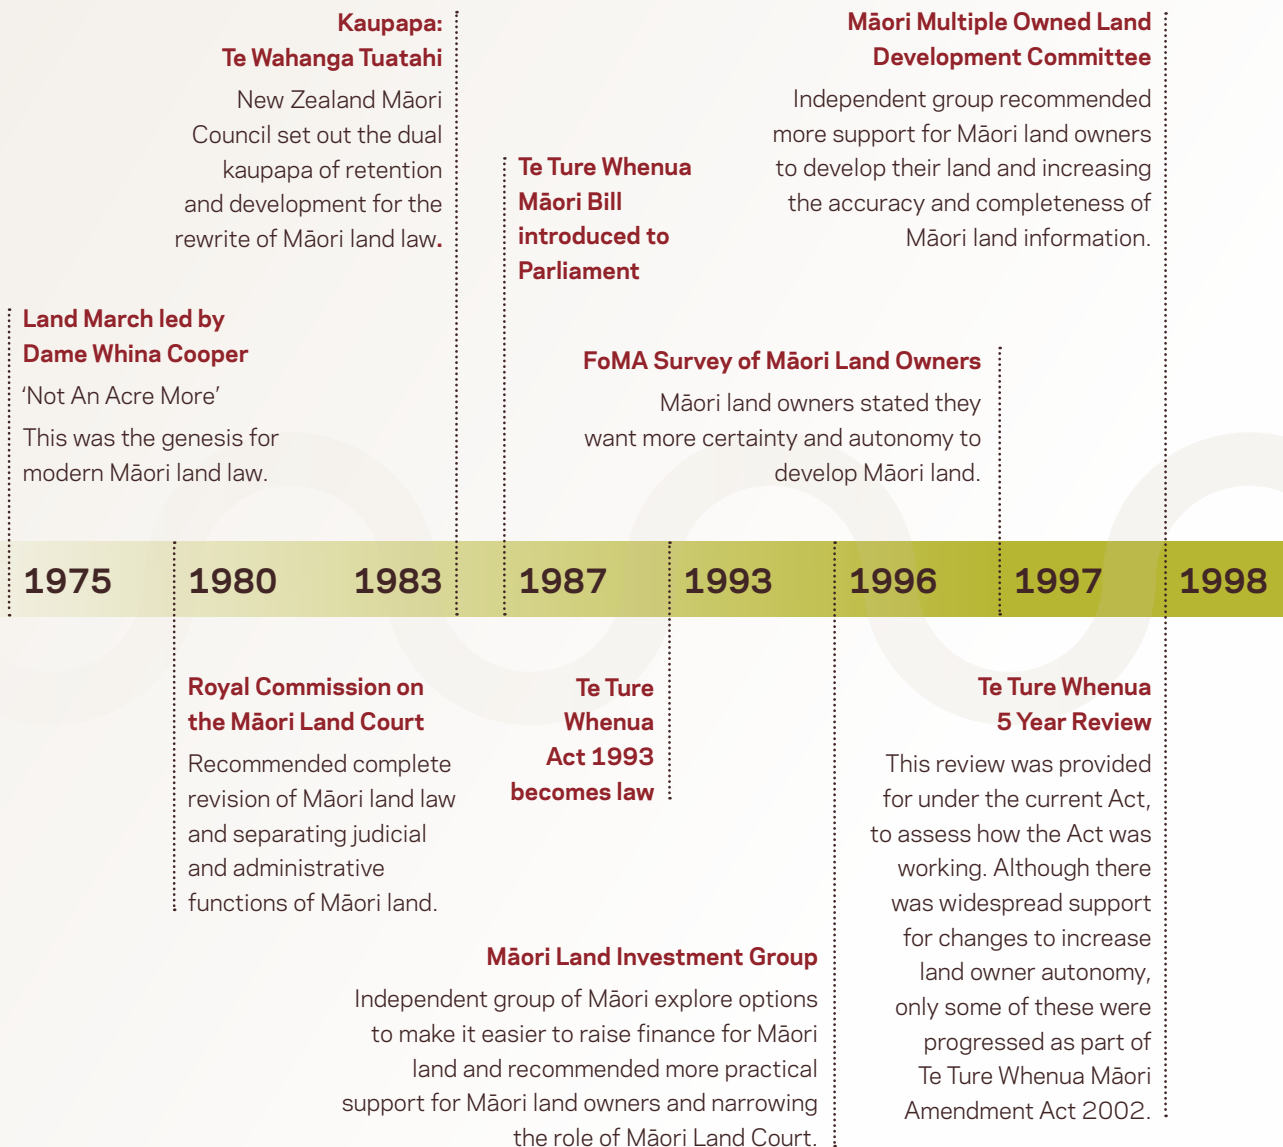 Kaupapa:
Te Wahanga Tuatahi
New Zealand Māori
Council set out the dual
kaupapa of retention
and development for the
rewrite of Māori land law.
Te Ture Whenua
Māori Bill
introduced to
Parliament
Māori Multiple Owned Land
Development Committee
Independent group recommended
more support for Māori land owners
to develop their land and increasing
the accuracy and completeness of
Māori land information.
Land March led by
Dame Whina Cooper
‘Not An Acre More’
This was the genesis for
modern Māori land law.
FoMA Survey of Māori Land Owners
Māori land owners stated they
want more certainty and autonomy to
develop Māori land.
1975 1980 1983 1987 1993 1996 1997 1998
Royal Commission on
the Māori Land Court
Recommended complete
revision of Māori land law
and separating judicial
and administrative
functions of Māori land.
Te Ture
Whenua
Act 1993
becomes law
Māori Land Investment Group
Independent group of Māori explore options
to make it easier to raise finance for Māori
land and recommended more practical
support for Māori land owners and narrowing
the role of Māori Land Court.
Te Ture Whenua
5 Year Review
This review was provided
for under the current Act,
to assess how the Act was
working. Although there
was widespread support
for changes to increase
land owner autonomy,
only some of these were
progressed as part of
Te Ture Whenua Māori
Amendment Act 2002.